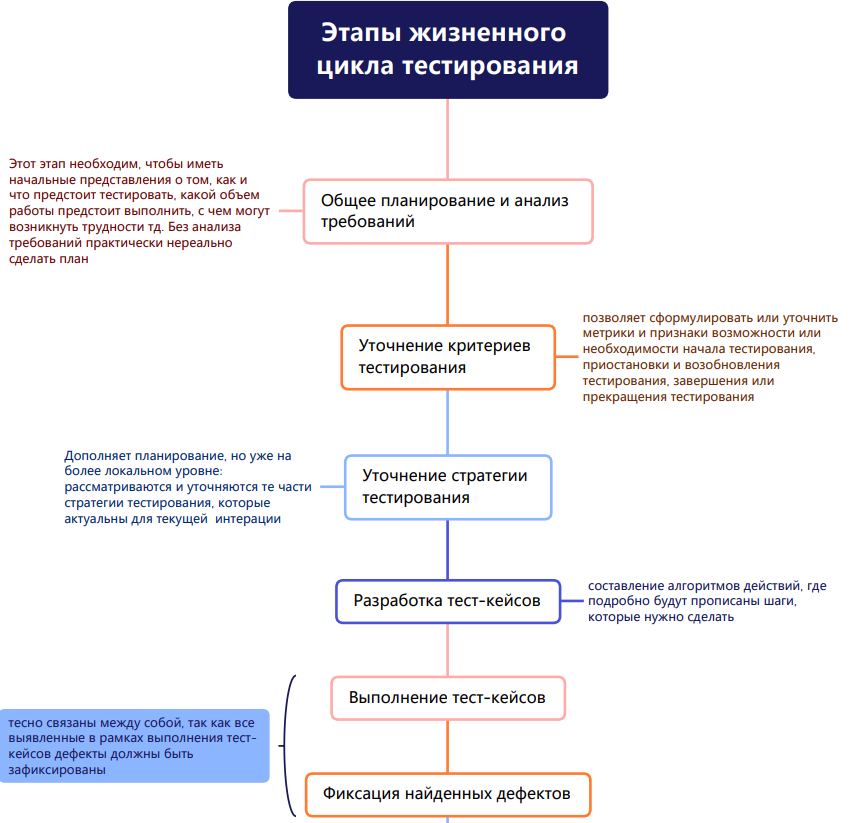 Этапы жизненного
цикла тестирования
Этот этап необходим, чтобы иметь
начальные представления о том, как и
что предстоит тестировать, какой объем
работы предстоит выполнить, с чем могут
возникнуть трудности тд. Без анализа
требований практически нереально
сделать план
Общее планирование и анализ
требований
Уточнение критериев
тестирования
позволяет сформулировать или уточнить
метрики и признаки возможности или
необходимости начала тестирования,
приостановки и возобновления
тестирования, завершения или
прекращения тестирования
Дополняет планирование, но уже на
более локальном уровне:
рассматриваются и уточняются те части
стратегии тестирования, которые
актуальны для текущей интерации
Уточнение стратегии
тестирования
Разработка тест-кейсов
составление алгоритмов действий, где
подробно будут прописаны шаги,
которые нужно сделать
Выполнение тест-кейсов
тесно связаны между собой, так как все
выявленные в рамках выполнения тест-
кейсов дефекты должны быть
зафиксированы
Фиксация найденных дефектов